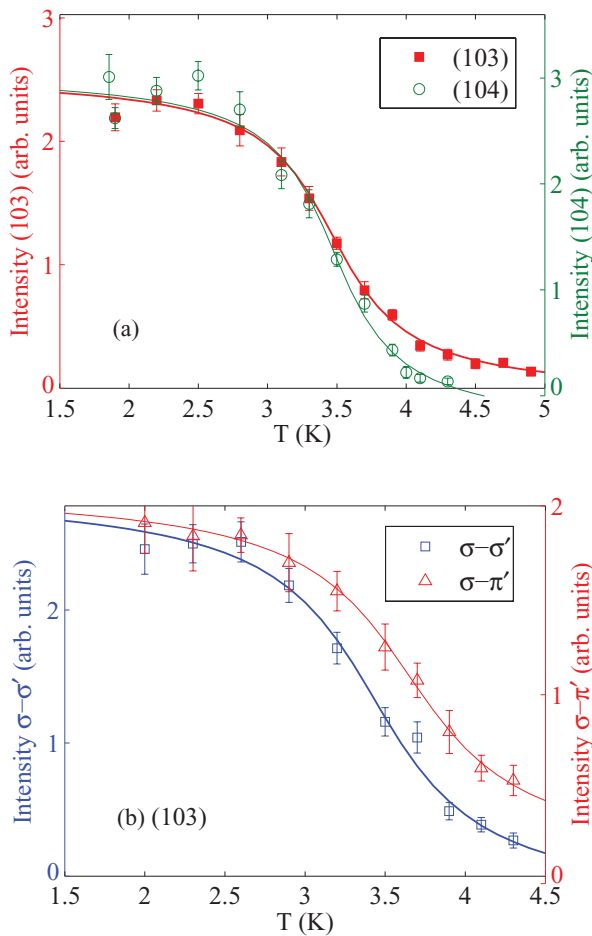 3
2
1
0
Intensity (103) (arb. units)
(103)
(104)
3
2
1
0
Intensity (104) (arb. units)
(a)
1.5 2 2.5 3 3.5 4 4.5 5
T (K)
2
1
0
Intensity σ−σ′ (arb. units)
σ−σ′
σ−π′
2
1
0
Intensity σ−π′ (arb. units)
(b) (103)
1.5 2 2.5 3 3.5 4 4.5
T (K)